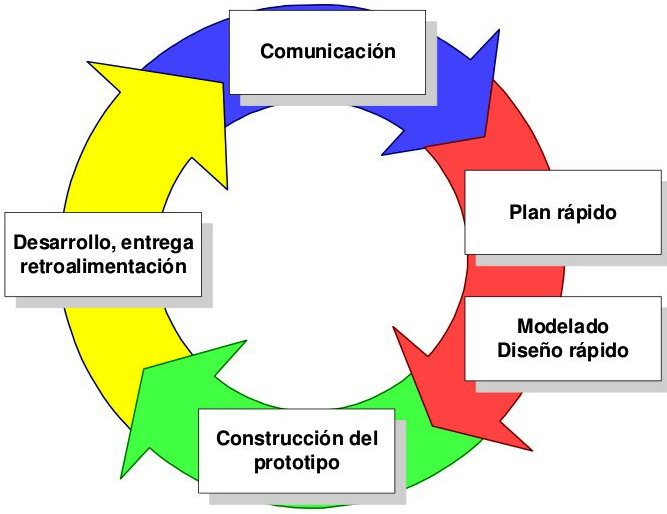 Comunicación
Plan rápido
Modelado
Diseño rápido
Construcción del
prototipo
Desarrollo, entrega
retroalimentación